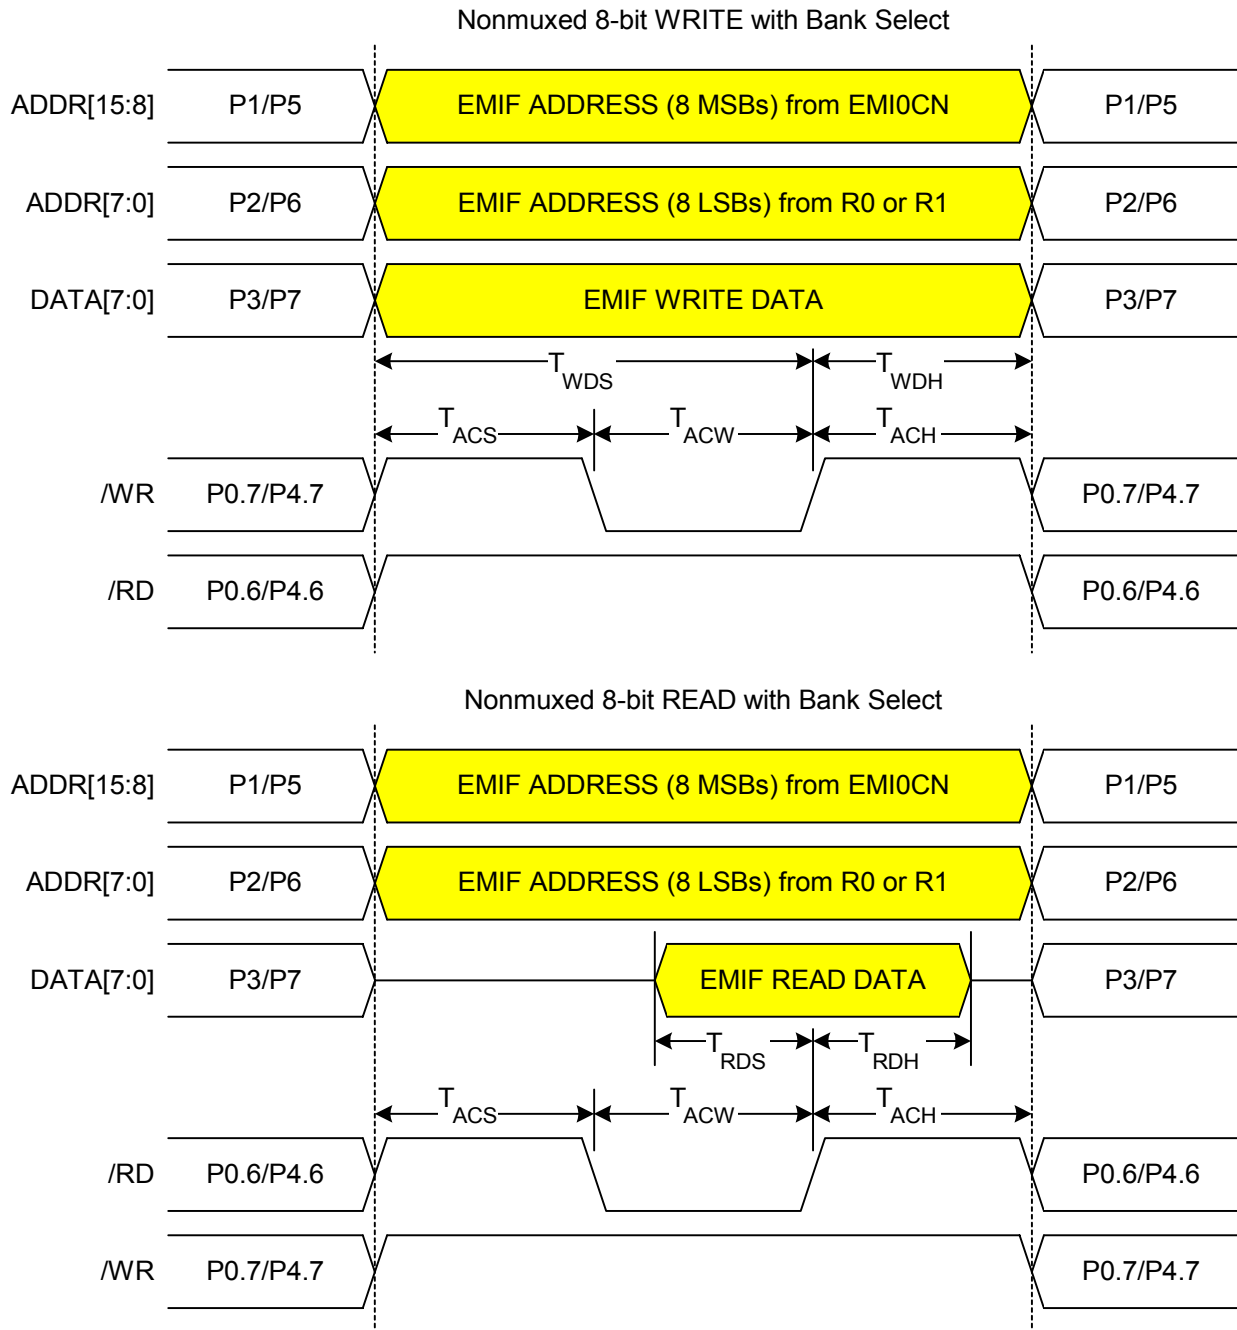 Nonmuxed 8-bit WRITE with Bank Select
ADDR[15:8] P1/P5 EMIF ADDRESS (8 MSBs) from EMI0CN P1/P5
ADDR[7:0] P2/P6 EMIF ADDRESS (8 LSBs) from R0 or R1 P2/P6
DATA[7:0] P3/P7 EMIF WRITE DATA P3/P7
TWDS TWDH
TACS TACW TACH
/WR P0.7/P4.7 P0.7/P4.7
/RD P0.6/P4.6 P0.6/P4.6
Nonmuxed 8-bit READ with Bank Select
ADDR[15:8] P1/P5 EMIF ADDRESS (8 MSBs) from EMI0CN P1/P5
ADDR[7:0] P2/P6 EMIF ADDRESS (8 LSBs) from R0 or R1 P2/P6
DATA[7:0] P3/P7 EMIF READ DATA P3/P7
TRDS TRDH
TACS TACW TACH
/RD P0.6/P4.6 P0.6/P4.6
/WR P0.7/P4.7 P0.7/P4.7